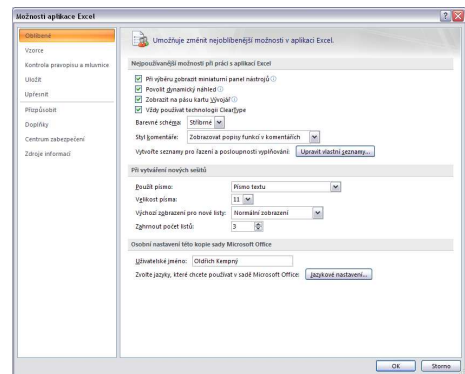 Možnosti aplikace Excel
Oblíbené
Vzorce
Kontrola pravopisu a mluvnice
Uložit
Upřesnit
Přizpůsobit
Doplňky
Centrum zabezpečení
Zdroje informací
Umožňuje změnit nejoblíbenější možnosti v aplikaci Excel.
Nejpoužívanější možnosti při práci s aplikací Excel
Při výběru zobrazit miniaturní panel nástrojů
Povolit dynamický náhled
Zobrazit na pásu kartu Vývojář
Vždy používat technologii ClearType
Barevné schéma: Stříbrné
Styl komentáře: Zobrazovat popisy funkcí v komentářích
Vytvořte seznamy pro řazení a posloupnosti vyplňování: Upravit vlastní seznamy...
Při vytváření nových sešitů
Použít písmo: Písmo textu
Velikost písma: 11
Výchozí zobrazení pro nové listy: Normální zobrazení
Zahrnout počet listů: 3
Osobní nastavení této kopie sady Microsoft Office
Uživatelské jméno: Oldřich Kempný
Zvolte jazyky, které chcete používat v sadě Microsoft Office: Jazykové nastavení...
OK Storno